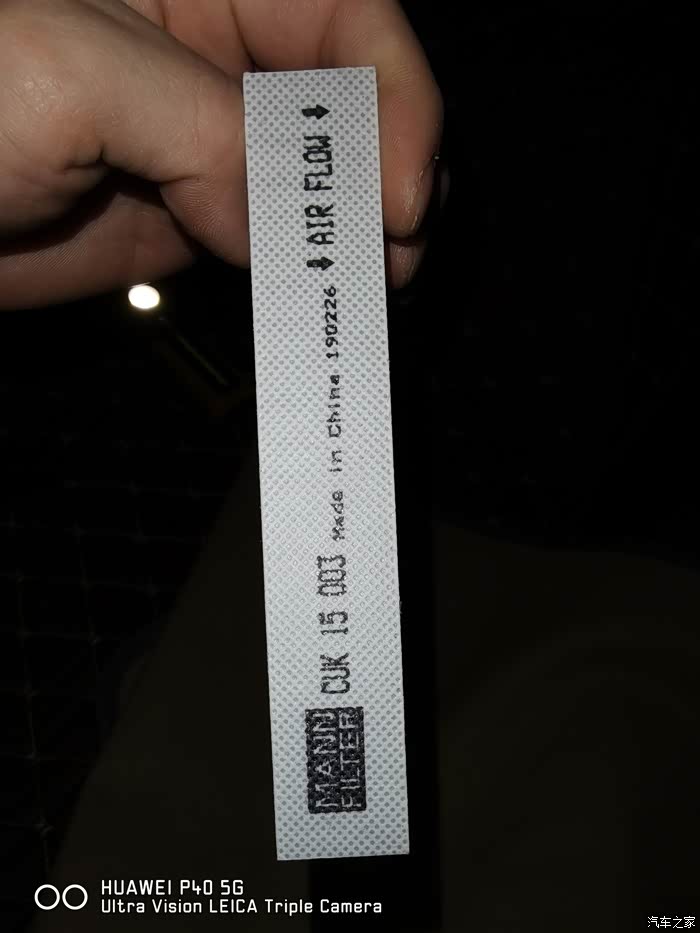 MANN
FILTER
CUK 15 003 Made in China 190226 ↓ AIR FLOW ↓
HUAWEI P40 5G
Ultra Vision LEICA Triple Camera
汽车之家